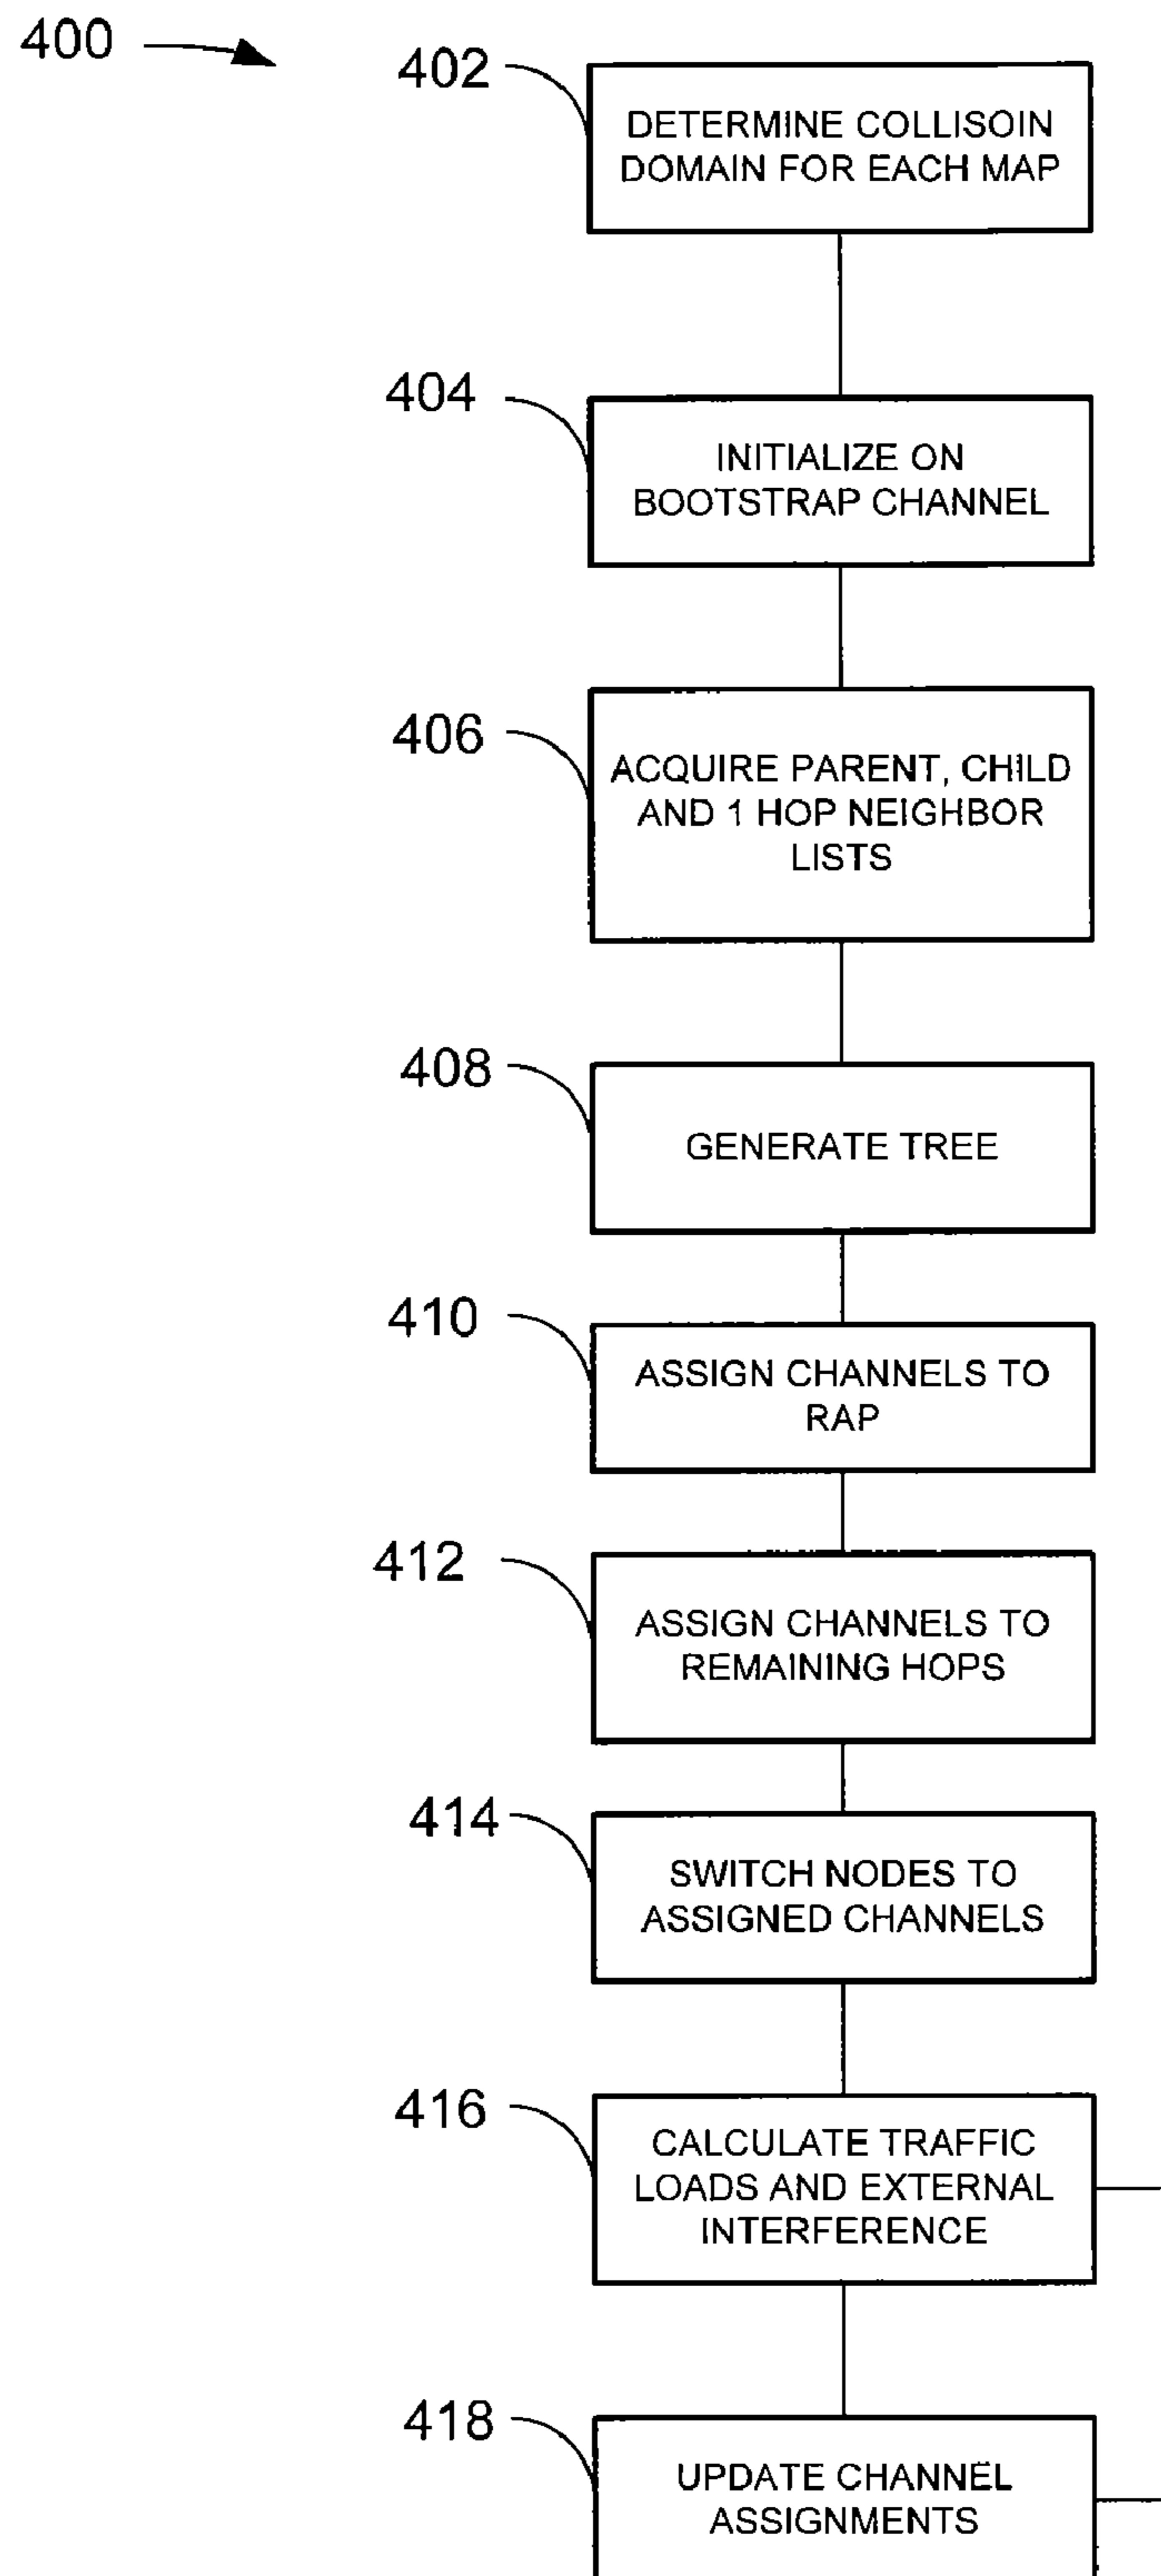 400
402
DETERMINE COLLISOIN
DOMAIN FOR EACH MAP
404
INITIALIZE ON
BOOTSTRAP CHANNEL
406
ACQUIRE PARENT, CHILD
AND 1 HOP NEIGHBOR
LISTS
408
GENERATE TREE
410
ASSIGN CHANNELS TO
RAP
412
ASSIGN CHANNELS TO
REMAINING HOPS
414
SWITCH NODES TO
ASSIGNED CHANNELS
416
CALCULATE TRAFFIC
LOADS AND EXTERNAL
INTERFERENCE
418
UPDATE CHANNEL
ASSIGNMENTS